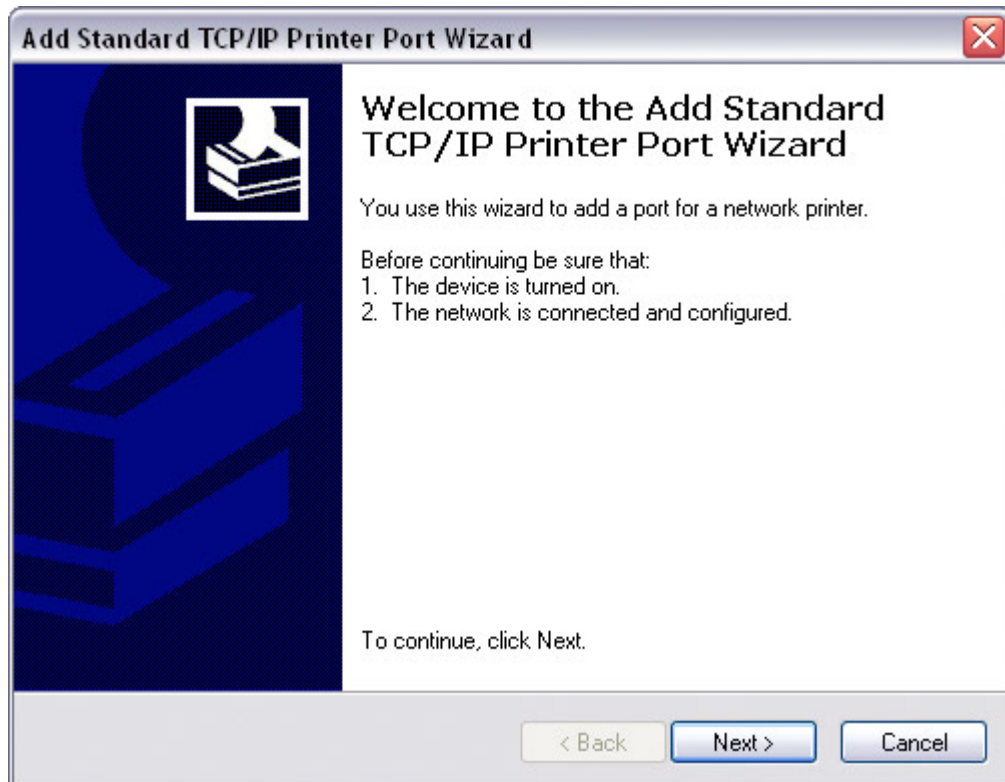 Add Standard TCP/IP Printer Port Wizard
Welcome to the Add Standard
TCP/IP Printer Port Wizard
You use this wizard to add a port for a network printer.
Before continuing be sure that:
1. The device is turned on.
2. The network is connected and configured.
To continue, click Next.
< Back Next > Cancel